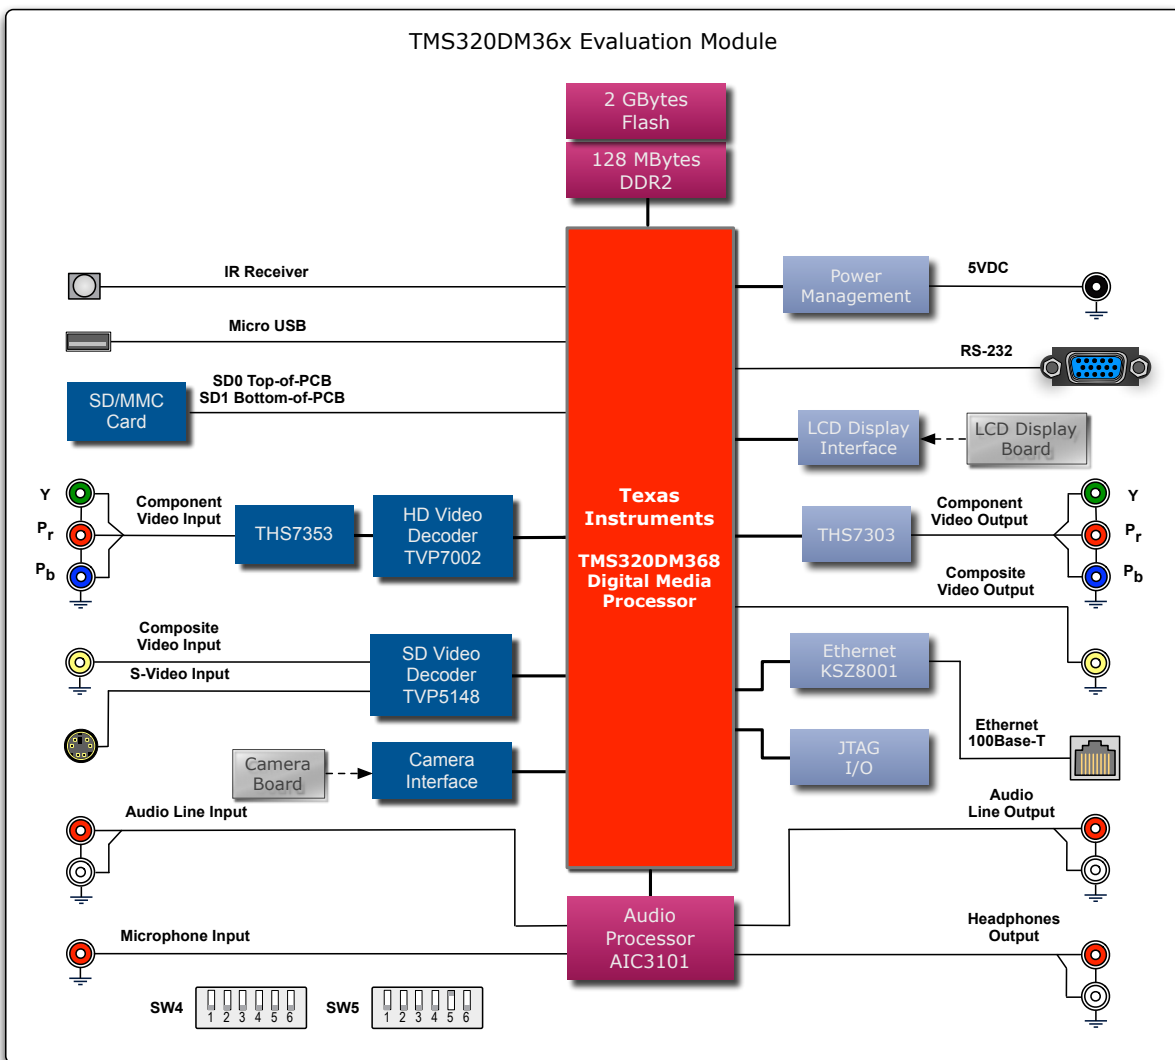 TMS320DM36x Evaluation Module
2 GBytes
Flash
128 MBytes
DDR2
IR Receiver
Micro USB
SD0 Top-of-PCB
SD1 Bottom-of-PCB
SD/MMC
Card
Y
Pr
Pb
Component
Video Input
THS7353
HD Video
Decoder
TVP7002
Composite
Video Input
S-Video Input
SD Video
Decoder
TVP5148
Camera
Board
Camera
Interface
Audio Line Input
Microphone Input
Texas
Instruments
TMS320DM368
Digital Media
Processor
Power
Management
5VDC
RS-232
LCD Display
Interface
LCD Display
Board
THS7303
Component
Video Output
Y
Pr
Pb
Composite
Video Output
Ethernet
KSZ8001
Ethernet
100Base-T
JTAG
I/O
Audio
Line Output
Audio
Processor
AIC3101
Headphones
Output
SW4
1 2 3 4 5 6
SW5
1 2 3 4 5 6